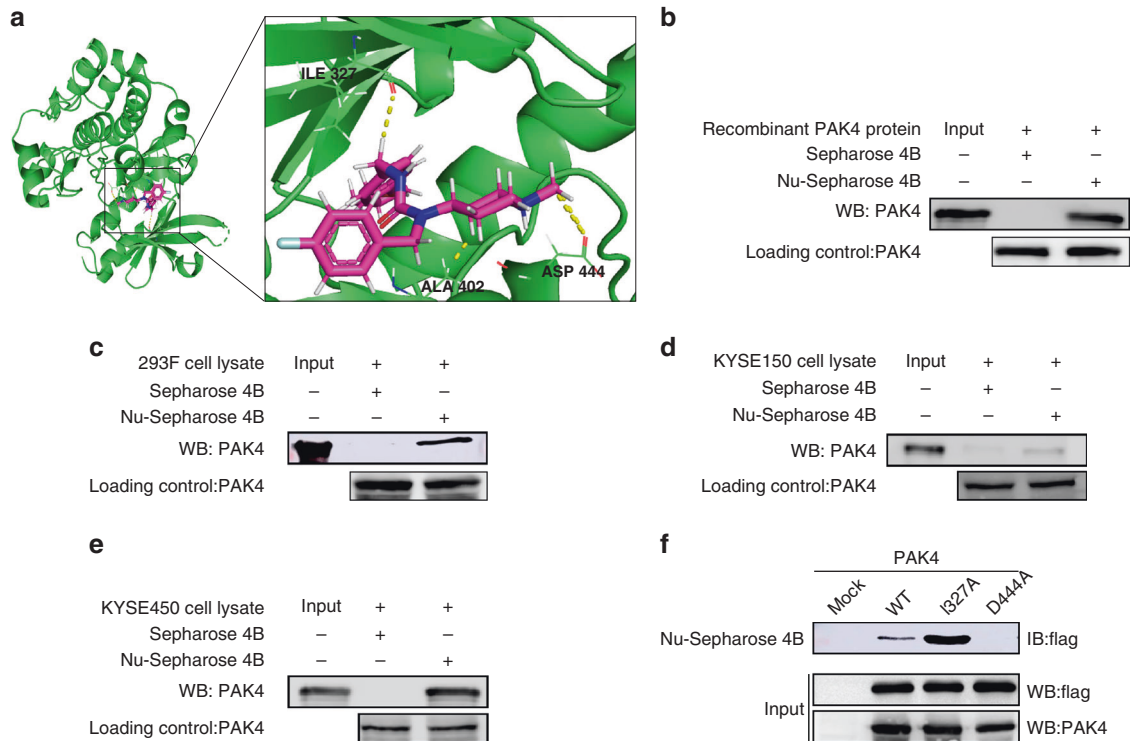 a
ILE 327
ALA 402
ASP 444
b
Recombinant PAK4 protein Input + +
Sepharose 4B – + –
Nu-Sepharose 4B – – +
WB: PAK4
Loading control:PAK4
c
293F cell lysate Input + +
Sepharose 4B – + –
Nu-Sepharose 4B – – +
WB: PAK4
Loading control:PAK4
d
KYSE150 cell lysate Input + +
Sepharose 4B – + –
Nu-Sepharose 4B – – +
WB: PAK4
Loading control:PAK4
e
KYSE450 cell lysate Input + +
Sepharose 4B – + –
Nu-Sepharose 4B – – +
WB: PAK4
Loading control:PAK4
f
PAK4
Mock WT I327A D444A
Nu-Sepharose 4B IB:flag
Input WB:flag
WB:PAK4